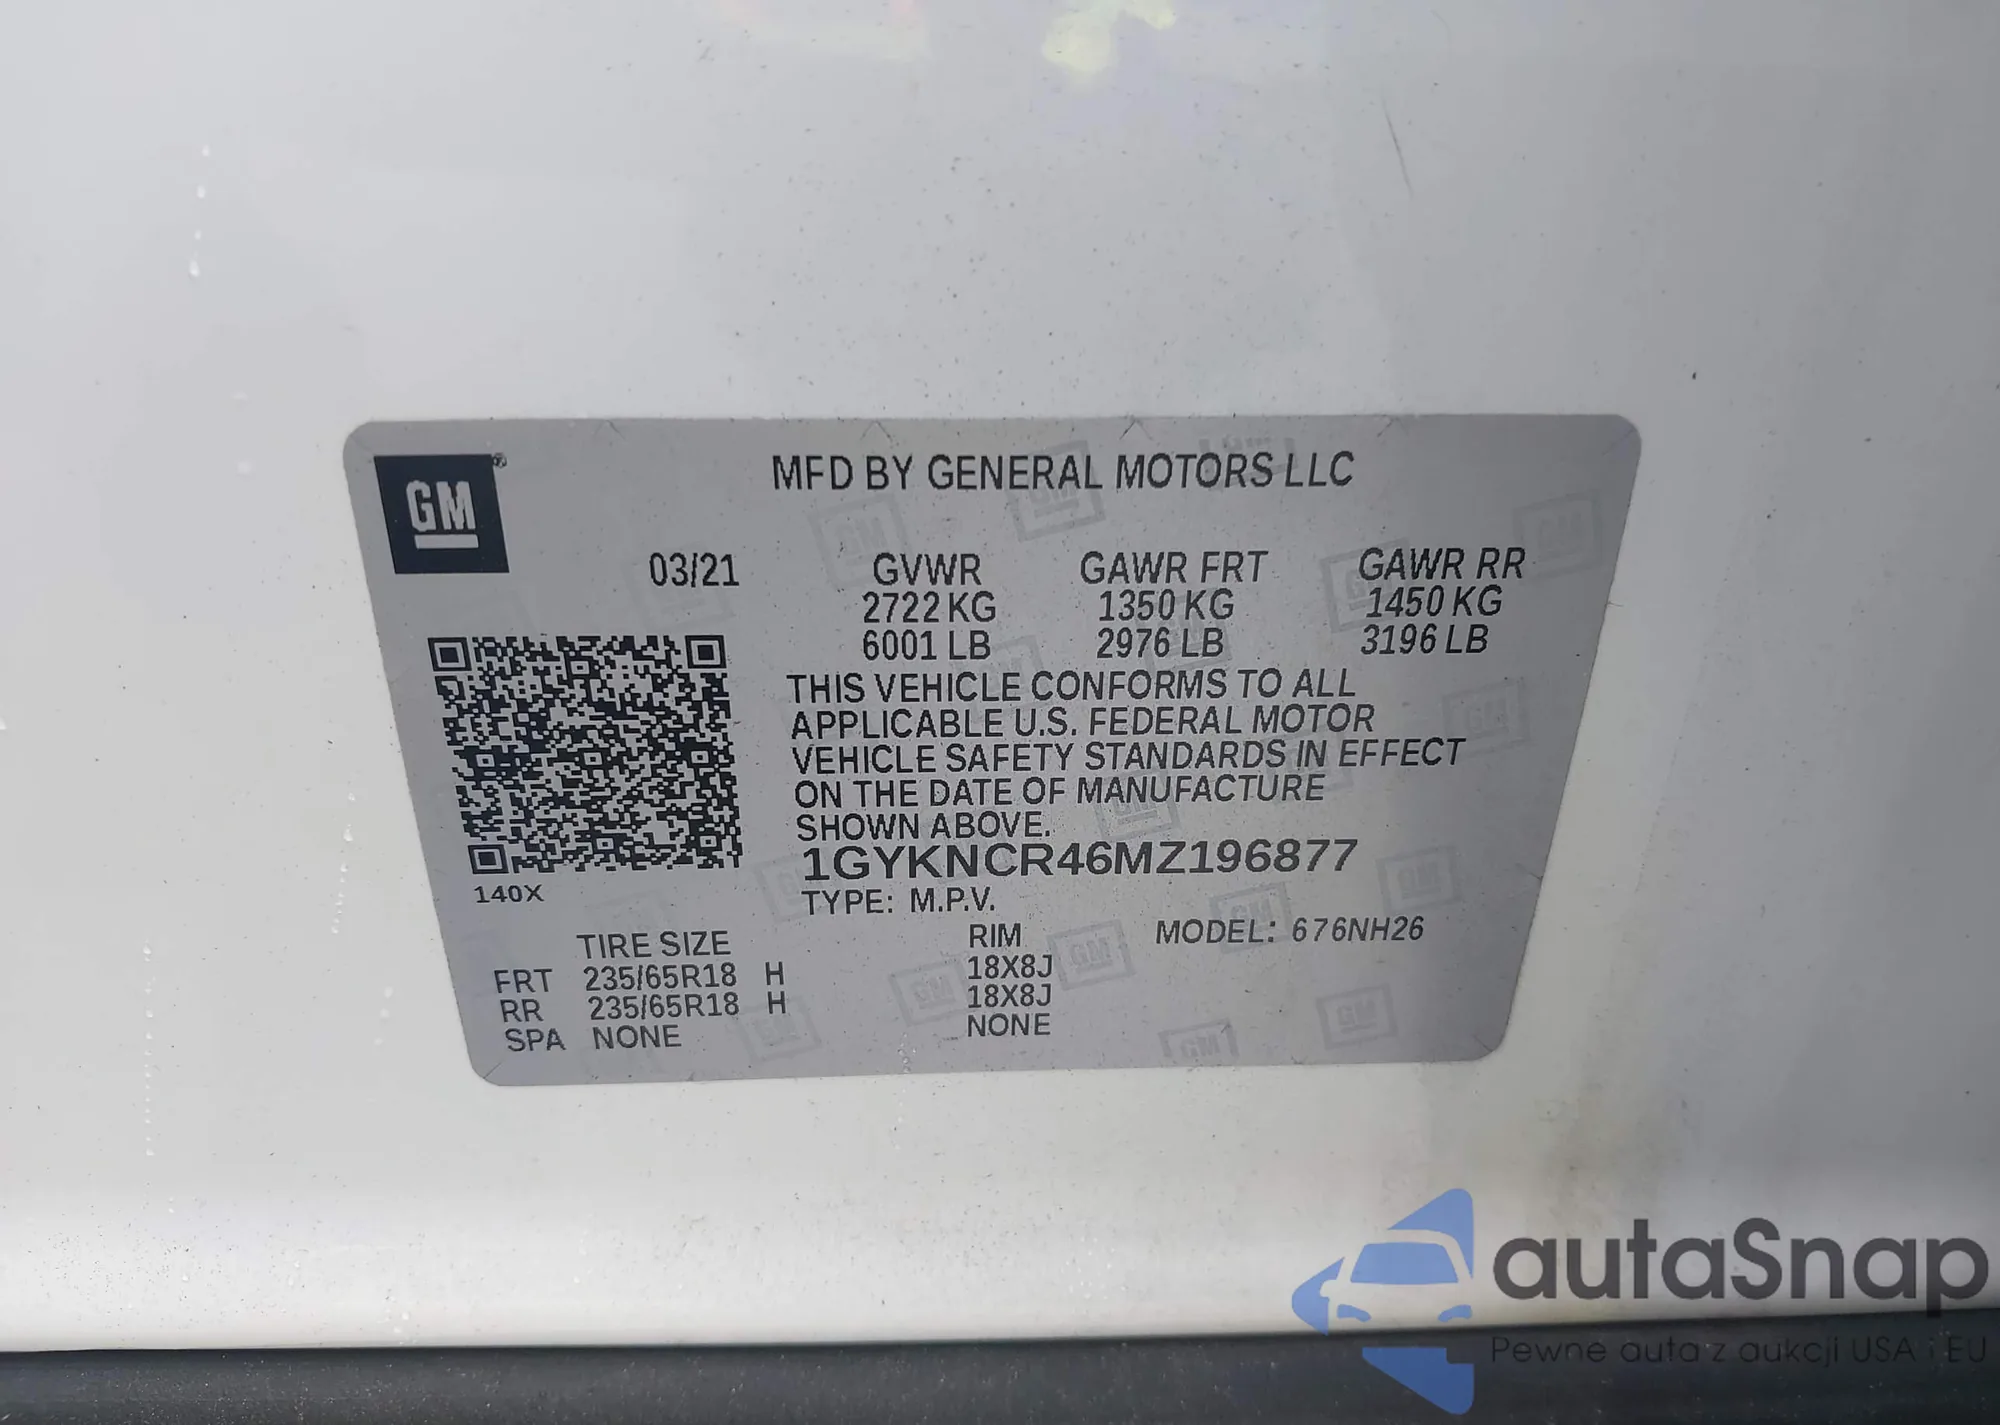 GM®
MFD BY GENERAL MOTORS LLC
03/21 GVWR GAWR FRT GAWR RR
2722 KG 1350 KG 1450 KG
6001 LB 2976 LB 3196 LB
THIS VEHICLE CONFORMS TO ALL
APPLICABLE U.S. FEDERAL MOTOR
VEHICLE SAFETY STANDARDS IN EFFECT
ON THE DATE OF MANUFACTURE
SHOWN ABOVE.
1GYKNCR46MZ196877
140X
TYPE: M.P.V.
TIRE SIZE RIM MODEL: 676NH26
FRT 235/65R18 H 18X8J
RR 235/65R18 H 18X8J
SPA NONE NONE
autaSnap
Pewne auta z aukcji USA i EU